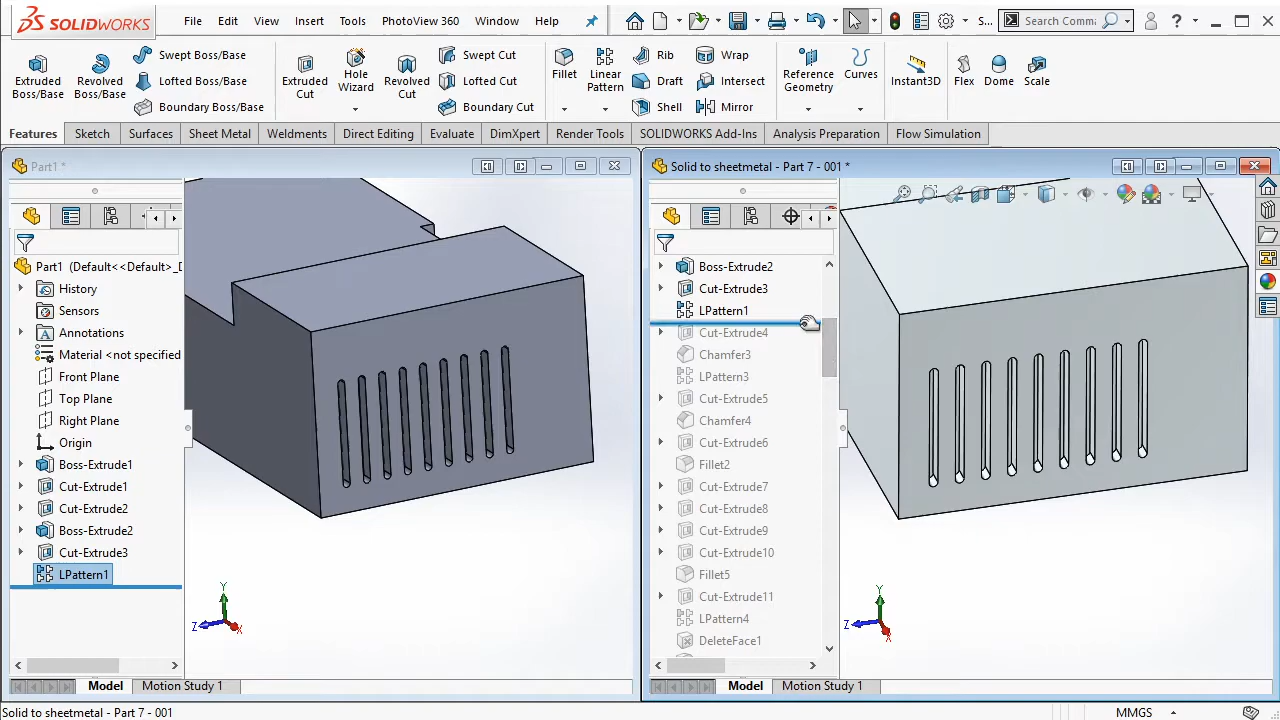 SOLIDWORKS File Edit View Insert Tools PhotoView 360 Window Help S... Search Comma
Extruded Boss/Base
Revolved Boss/Base
Swept Boss/Base
Lofted Boss/Base
Boundary Boss/Base
Extruded Cut
Hole Wizard
Revolved Cut
Swept Cut
Lofted Cut
Boundary Cut
Fillet
Linear Pattern
Rib
Draft
Shell
Wrap
Intersect
Mirror
Reference Geometry
Curves
Instant3D
Flex
Dome
Scale
Features Sketch Surfaces Sheet Metal Weldments Direct Editing Evaluate DimXpert Render Tools SOLIDWORKS Add-Ins Analysis Preparation Flow Simulation
Part1 *
Part1 (Default<<Default>_D
History
Sensors
Annotations
Material <not specified
Front Plane
Top Plane
Right Plane
Origin
Boss-Extrude1
Cut-Extrude1
Cut-Extrude2
Boss-Extrude2
Cut-Extrude3
LPattern1
Y
Z
X
Model Motion Study 1
Solid to sheetmetal - Part 7 - 001 *
Boss-Extrude2
Cut-Extrude3
LPattern1
Cut-Extrude4
Chamfer3
LPattern3
Cut-Extrude5
Chamfer4
Cut-Extrude6
Fillet2
Cut-Extrude7
Cut-Extrude8
Cut-Extrude9
Cut-Extrude10
Fillet5
Cut-Extrude11
LPattern4
DeleteFace1
Y
Z
X
Model Motion Study 1
Solid to sheetmetal - Part 7 - 001 MMGS